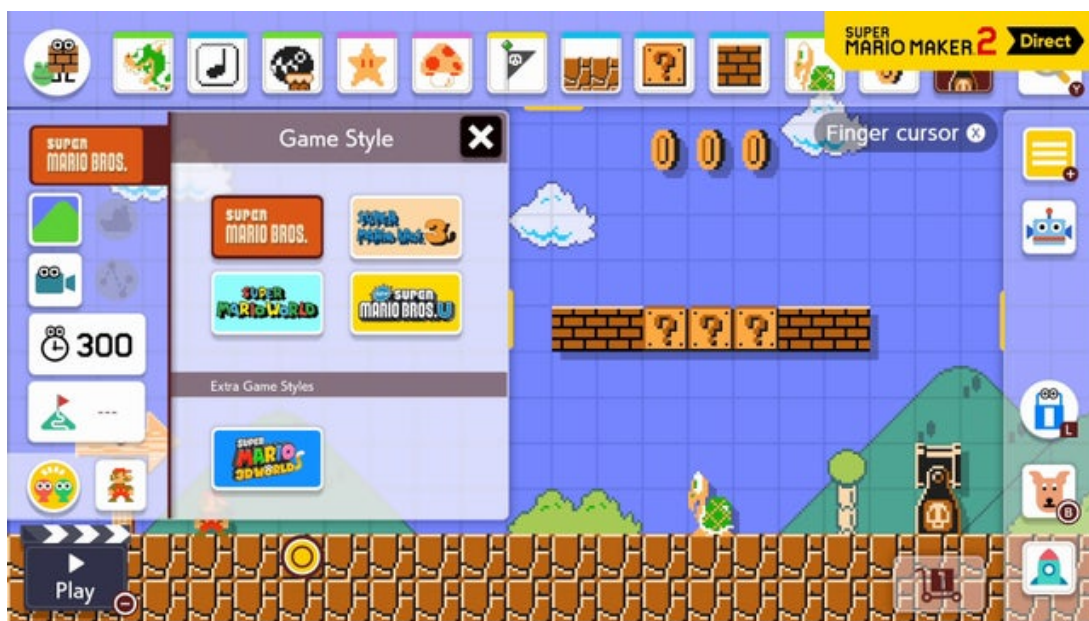 SUPER
MARIO MAKER 2 Direct
Y
Finger cursor X
SUPER
MARIO BROS.
Game Style
+
SUPER
MARIO BROS.
SUPER
MARIO BROS. 3
SUPER
MARIO WORLD
NEW SUPER
MARIO BROS. U
? ? ?
300
Extra Game Styles
---
SUPER
MARIO
3D WORLD
L
B
Play
1